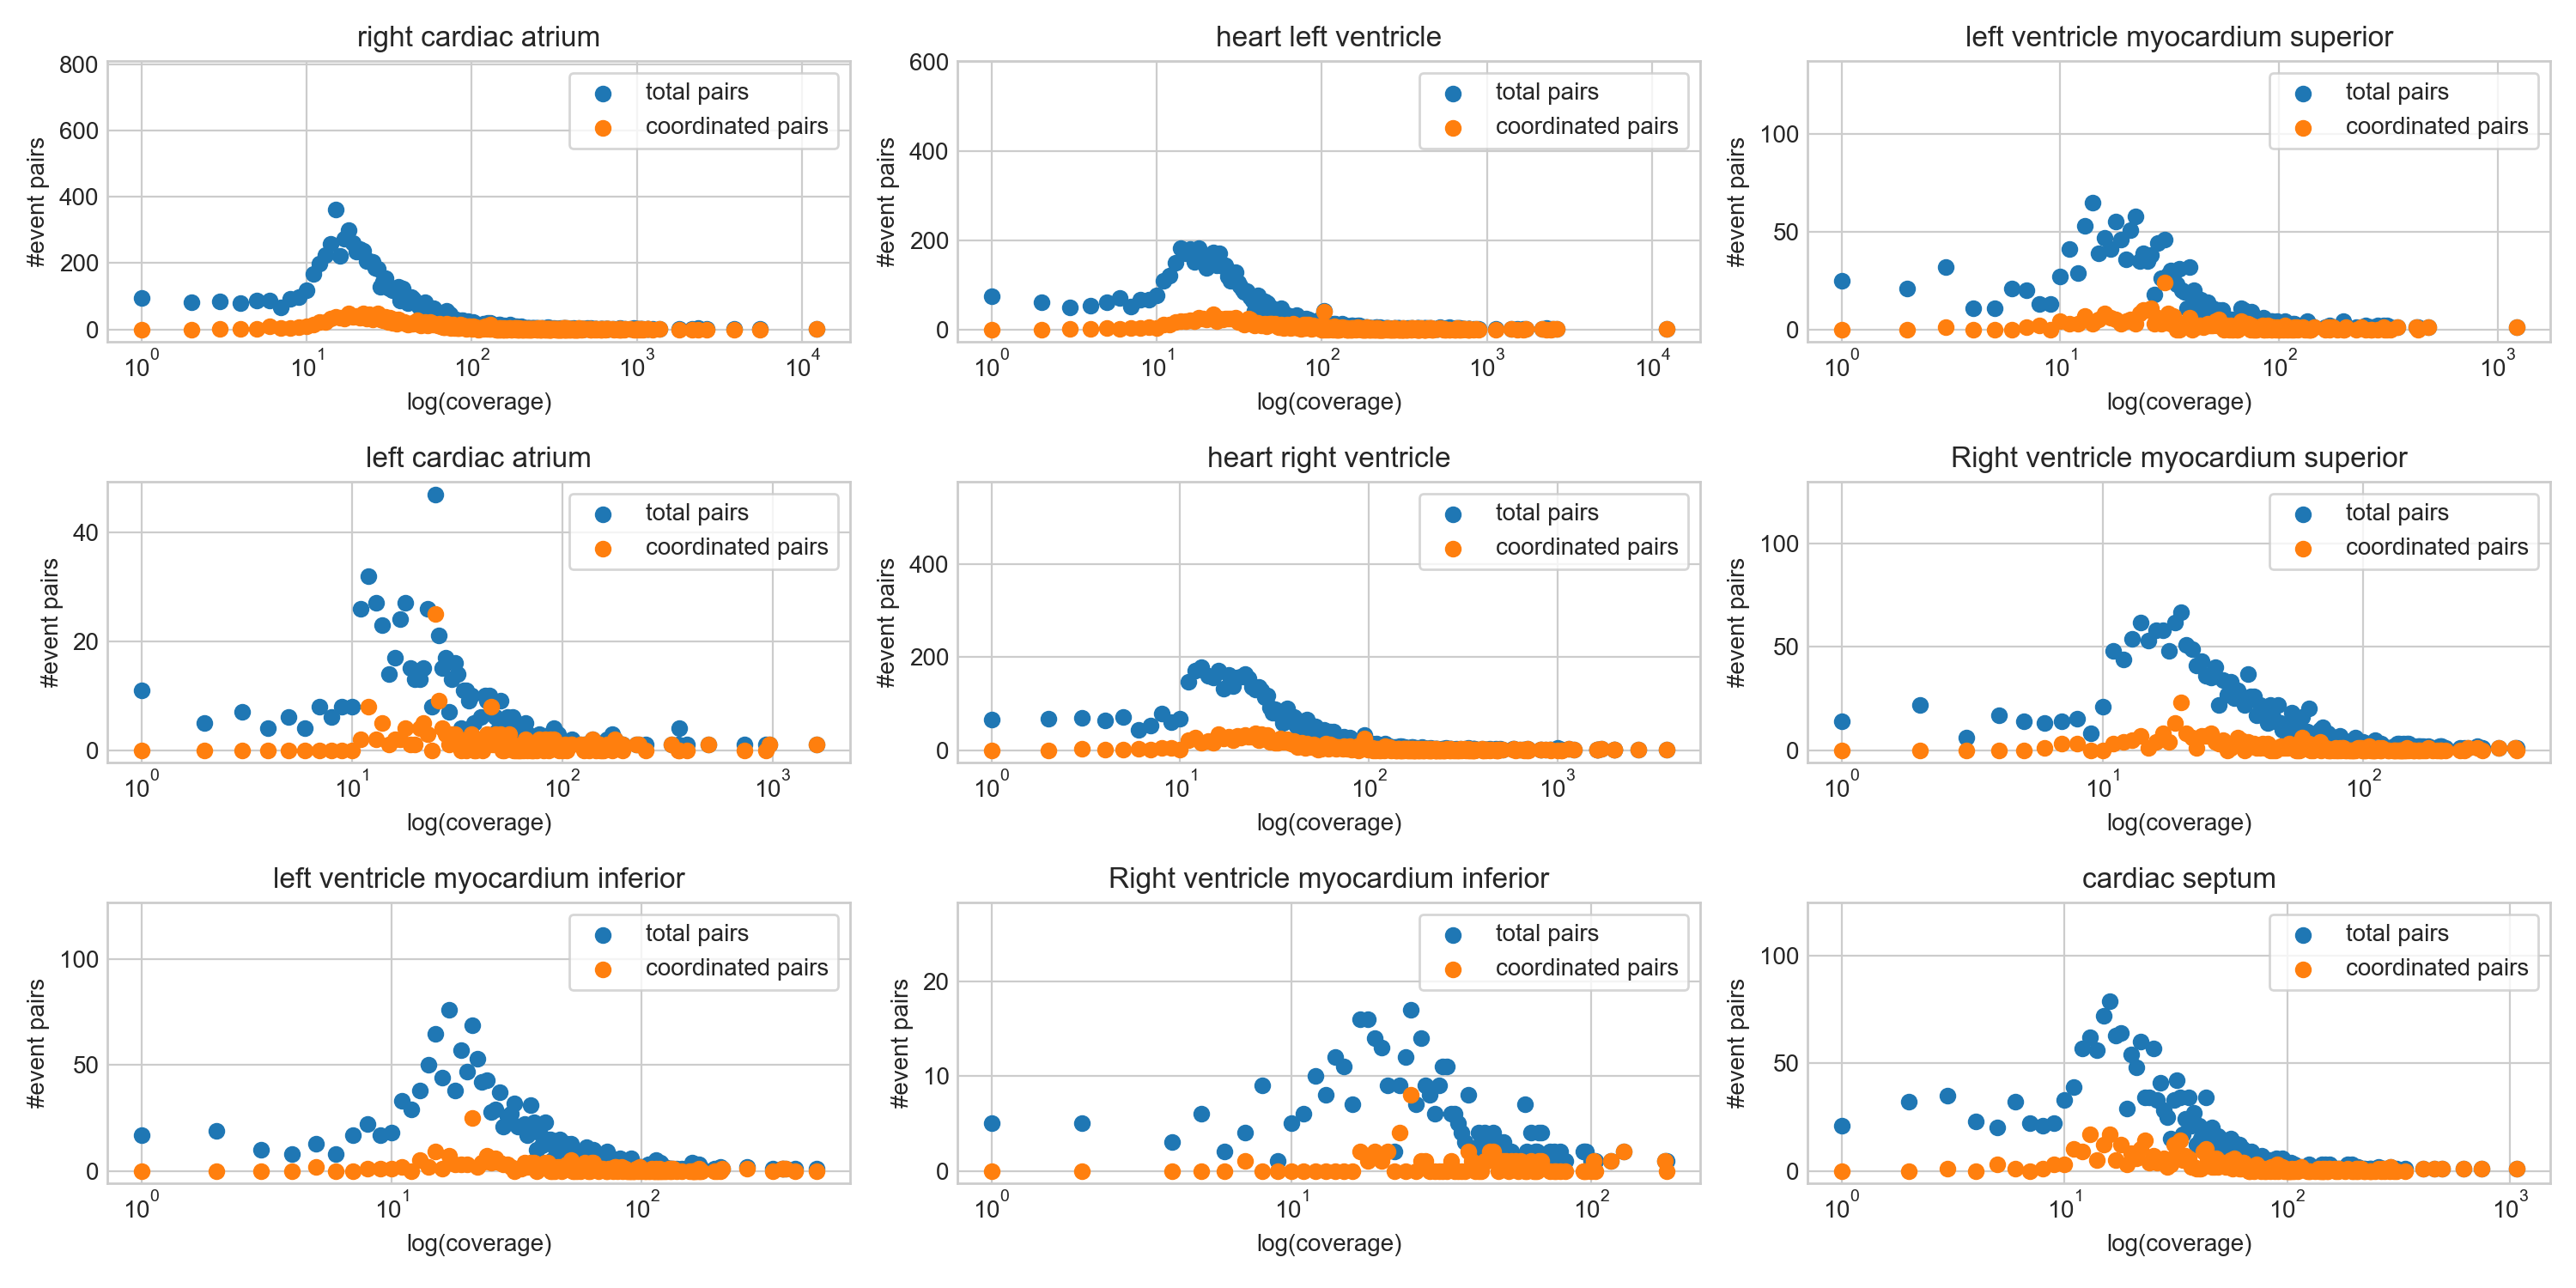 right cardiac atrium
800
600
400
200
0
#event pairs
total pairs
coordinated pairs
10^0 10^1 10^2 10^3 10^4
log(coverage)
heart left ventricle
600
400
200
0
#event pairs
total pairs
coordinated pairs
10^0 10^1 10^2 10^3 10^4
log(coverage)
left ventricle myocardium superior
100
50
0
#event pairs
total pairs
coordinated pairs
10^0 10^1 10^2 10^3
log(coverage)
left cardiac atrium
40
20
0
#event pairs
total pairs
coordinated pairs
10^0 10^1 10^2 10^3
log(coverage)
heart right ventricle
400
200
0
#event pairs
total pairs
coordinated pairs
10^0 10^1 10^2 10^3
log(coverage)
Right ventricle myocardium superior
100
50
0
#event pairs
total pairs
coordinated pairs
10^0 10^1 10^2
log(coverage)
left ventricle myocardium inferior
100
50
0
#event pairs
total pairs
coordinated pairs
10^0 10^1 10^2
log(coverage)
Right ventricle myocardium inferior
20
10
0
#event pairs
total pairs
coordinated pairs
10^0 10^1 10^2
log(coverage)
cardiac septum
100
50
0
#event pairs
total pairs
coordinated pairs
10^0 10^1 10^2 10^3
log(coverage)